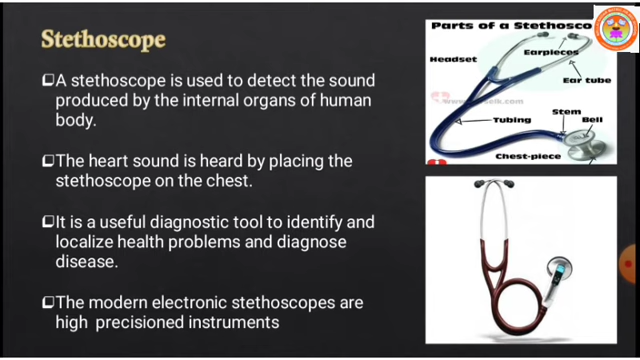 Stethoscope
❑A stethoscope is used to detect the sound
produced by the internal organs of human
body.
❑The heart sound is heard by placing the
stethoscope on the chest.
❑It is a useful diagnostic tool to identify and
localize health problems and diagnose
disease.
❑The modern electronic stethoscopes are
high precisioned instruments
Parts of a Stethosco
Headset
Earpieces
Ear tube
Tubing
Stem
Bell
Chest-piece